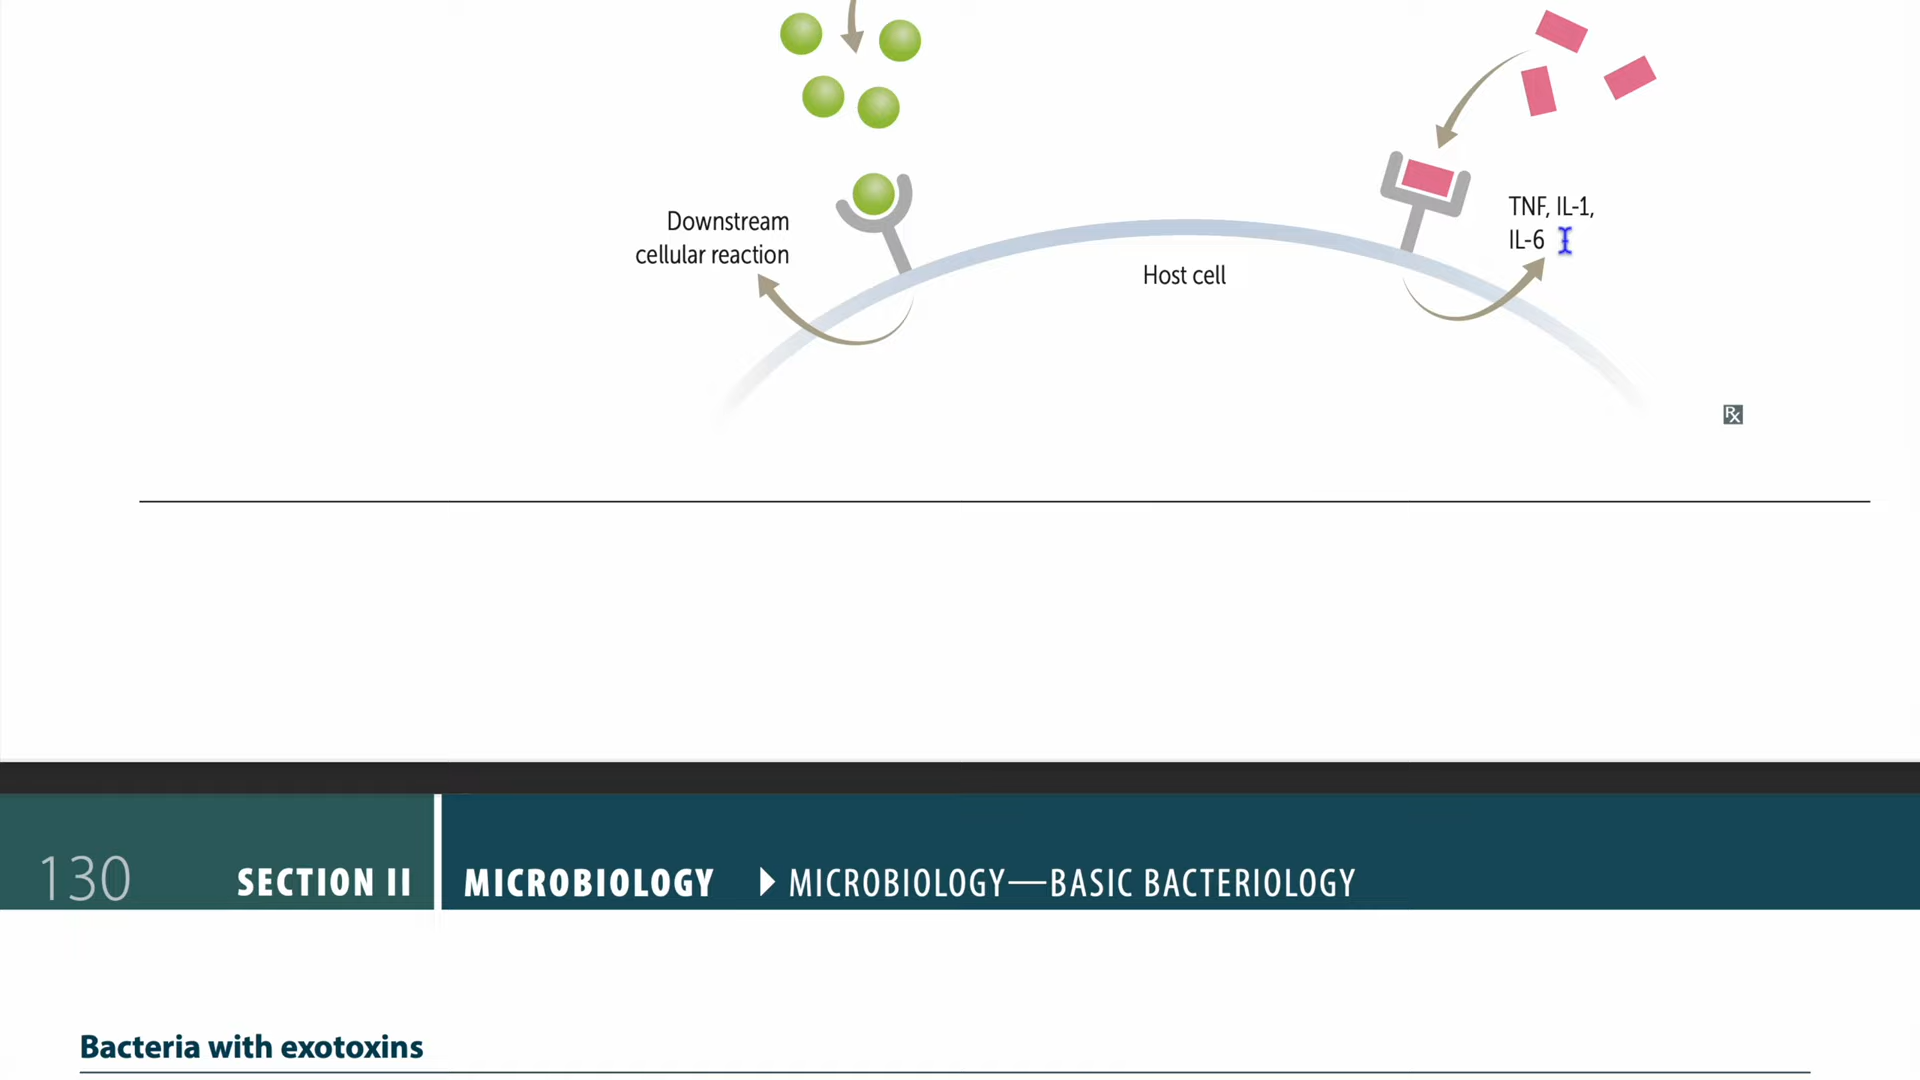 Downstream
cellular reaction
Host cell
TNF, IL-1,
IL-6
Rx
130 SECTION II MICROBIOLOGY ▶ MICROBIOLOGY—BASIC BACTERIOLOGY
Bacteria with exotoxins